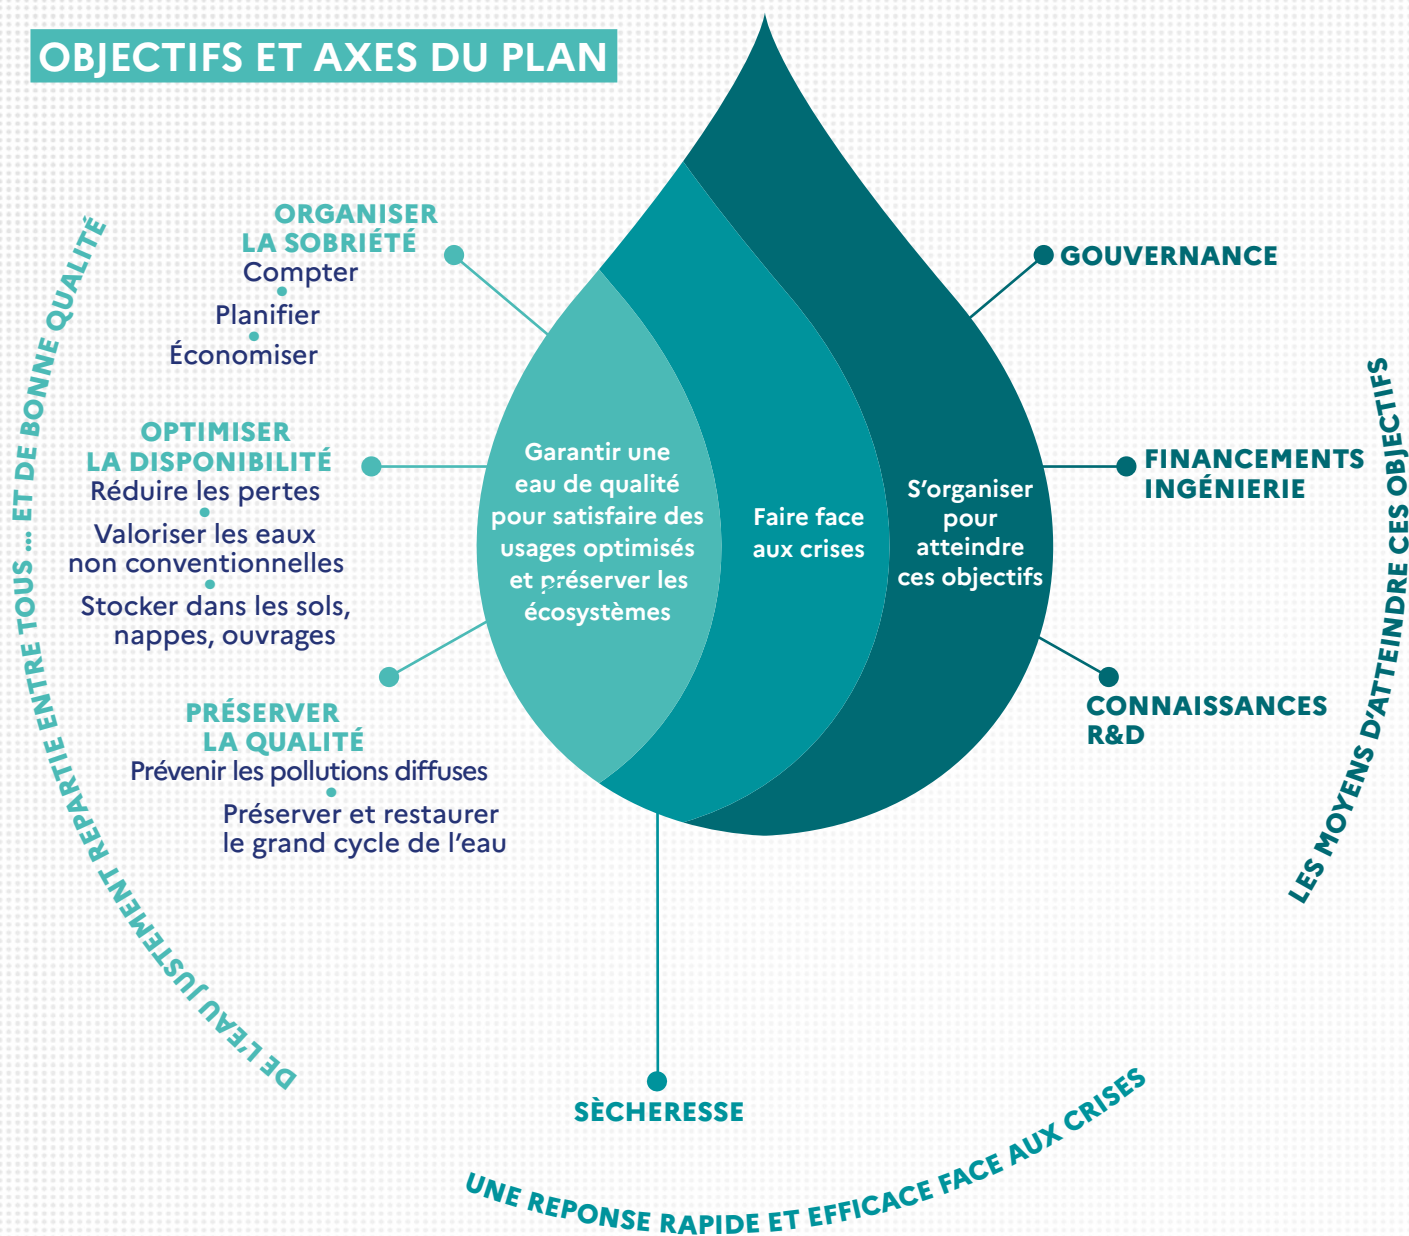 OBJECTIFS ET AXES DU PLAN
ORGANISER
LA SOBRIÉTÉ
Compter
Planifier
Économiser
OPTIMISER
LA DISPONIBILITÉ
Réduire les pertes
Valoriser les eaux
non conventionnelles
Stocker dans les sols,
nappes, ouvrages
PRÉSERVER
LA QUALITÉ
Prévenir les pollutions diffuses
Préserver et restaurer
le grand cycle de l’eau
DE L’EAU JUSTEMENT REPARTIE ENTRE TOUS ... ET DE BONNE QUALITÉ
Garantir une
eau de qualité
pour satisfaire des
usages optimisés
et préserver les
écosystèmes
Faire face
aux crises
S’organiser
pour
atteindre
ces objectifs
GOUVERNANCE
FINANCEMENTS
INGÉNIERIE
CONNAISSANCES
R&D
LES MOYENS D’ATTEINDRE CES OBJECTIFS
SÈCHERESSE
UNE REPONSE RAPIDE ET EFFICACE FACE AUX CRISES